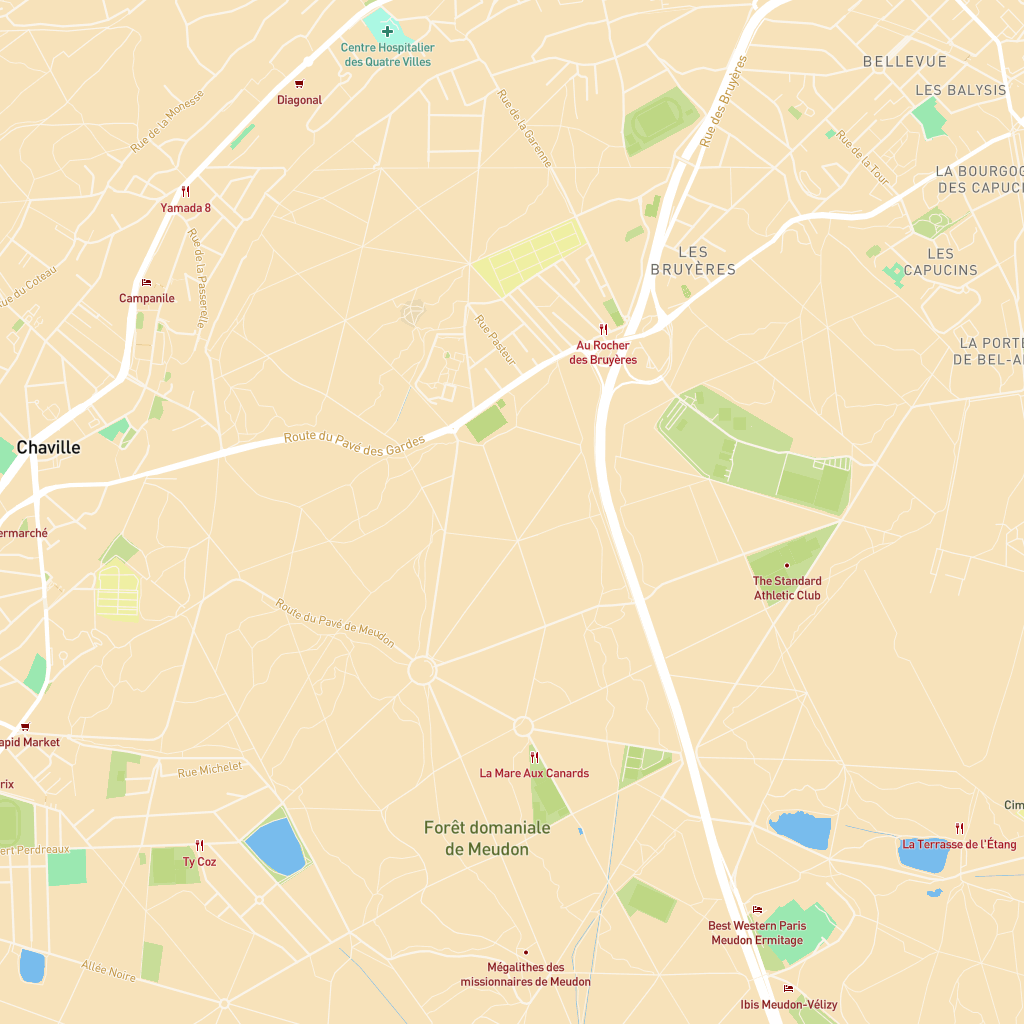 Centre Hospitalier
des Quatre Villes
Diagonal
Rue de la Monesse
Rue de la Garenne
Rue des Bruyères
BELLEVUE
LES BALYSIS
Rue de la Tour
LA BOURGOG
DES CAPUCI
Yamada 8
Rue de la Passerelle
Rue du Coteau
Campanile
LES
BRUYÈRES
LES
CAPUCINS
Rue Pasteur
Au Rocher
des Bruyères
LA PORTE
DE BEL-A
Chaville
Route du Pavé des Gardes
ermarché
The Standard
Athletic Club
Route du Pavé de Meudon
apid Market
Rue Michelet
La Mare Aux Canards
rix
Forêt domaniale
de Meudon
Cim
La Terrasse de l'Étang
ert Perdreaux
Ty Coz
Best Western Paris
Meudon Ermitage
Allée Noire
Mégalithes des
missionnaires de Meudon
Ibis Meudon-Vélizy